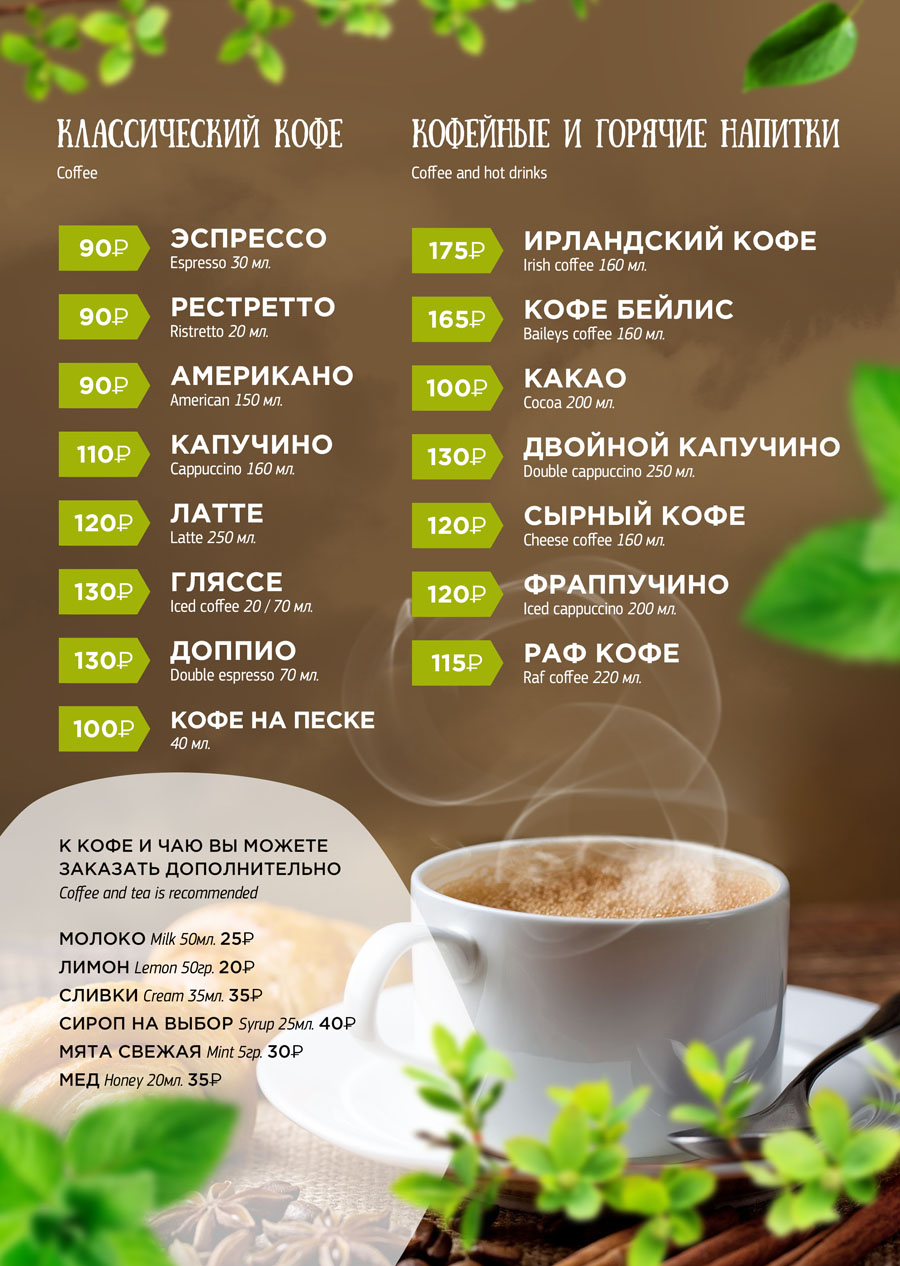 КЛАССИЧЕСКИЙ КОФЕ
Coffee
90₽ ЭСПРЕССО
Espresso 30 мл.
90₽ РЕСТРЕТТО
Ristretto 20 мл.
90₽ АМЕРИКАНО
American 150 мл.
110₽ КАПУЧИНО
Cappuccino 160 мл.
120₽ ЛАТТЕ
Latte 250 мл.
130₽ ГЛЯССЕ
Iced coffee 20 / 70 мл.
130₽ ДОППИО
Double espresso 70 мл.
100₽ КОФЕ НА ПЕСКЕ
40 мл.
КОФЕЙНЫЕ И ГОРЯЧИЕ НАПИТКИ
Coffee and hot drinks
175₽ ИРЛАНДСКИЙ КОФЕ
Irish coffee 160 мл.
165₽ КОФЕ БЕЙЛИС
Baileys coffee 160 мл.
100₽ КАКАО
Cocoa 200 мл.
130₽ ДВОЙНОЙ КАПУЧИНО
Double cappuccino 250 мл.
120₽ СЫРНЫЙ КОФЕ
Cheese coffee 160 мл.
120₽ ФРАППУЧИНО
Iced cappuccino 200 мл.
115₽ РАФ КОФЕ
Raf coffee 220 мл.
К КОФЕ И ЧАЮ ВЫ МОЖЕТЕ
ЗАКАЗАТЬ ДОПОЛНИТЕЛЬНО
Coffee and tea is recommended
МОЛОКО Milk 50мл. 25₽
ЛИМОН Lemon 50гр. 20₽
СЛИВКИ Cream 35мл. 35₽
СИРОП НА ВЫБОР Syrup 25мл. 40₽
МЯТА СВЕЖАЯ Mint 5гр. 30₽
МЕД Honey 20мл. 35₽